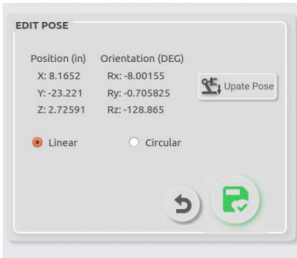 EDIT POSE
Position (in) Orientation (DEG)
X: 8.1652 Rx: -8.00155
Y: -23.221 Ry: -0.705825
Z: 2.72591 Rz: -128.865
Upate Pose
Linear Circular